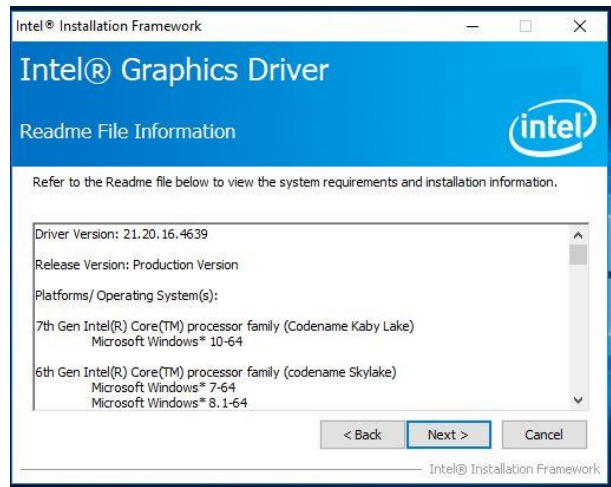 Intel® Installation Framework
Intel® Graphics Driver
Readme File Information
intel
Refer to the Readme file below to view the system requirements and installation information.
Driver Version: 21.20.16.4639
Release Version: Production Version
Platforms/ Operating System(s):
7th Gen Intel(R) Core(TM) processor family (Codename Kaby Lake)
Microsoft Windows* 10-64
6th Gen Intel(R) Core(TM) processor family (codename Skylake)
Microsoft Windows* 7-64
Microsoft Windows* 8.1-64
< Back Next > Cancel
Intel® Installation Framework